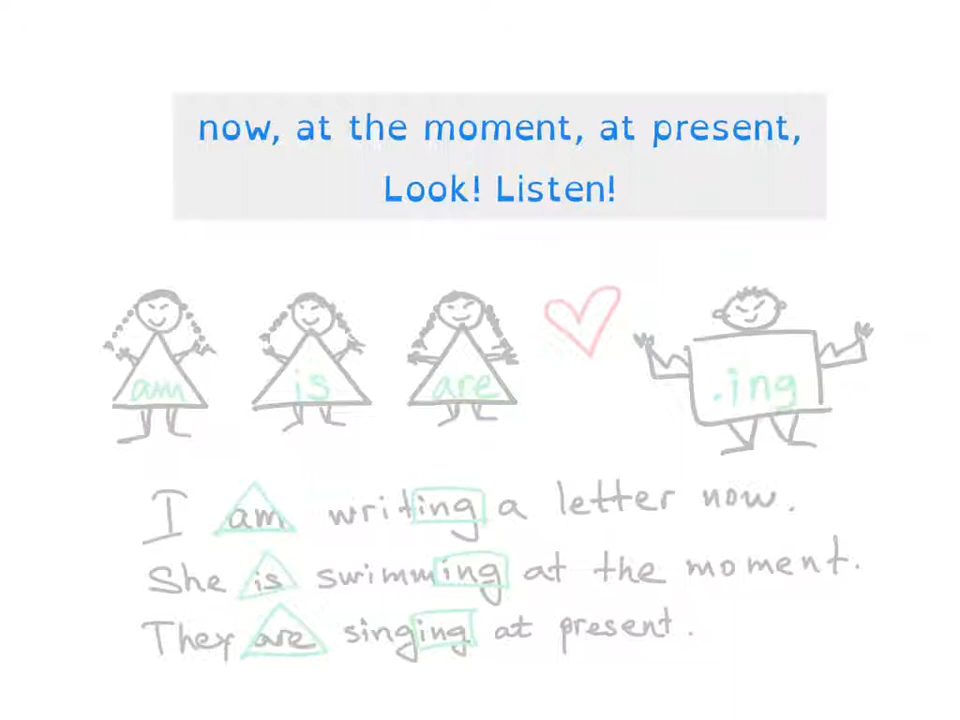 now, at the moment, at present,
Look! Listen!
am is are .ing
I am writing a letter now.
She is swimming at the moment.
They are singing at present.